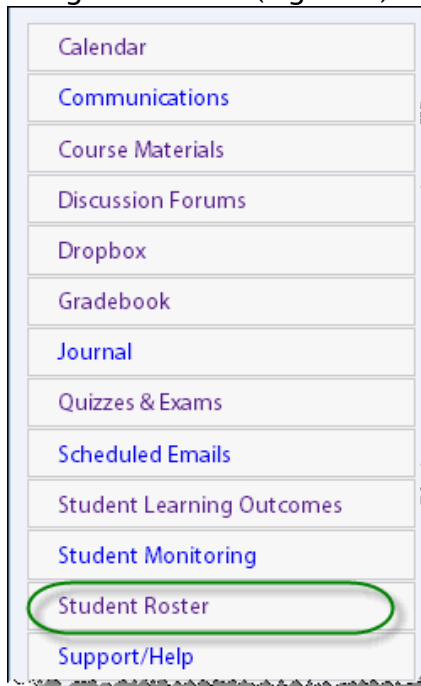 Calendar
Communications
Course Materials
Discussion Forums
Dropbox
Gradebook
Journal
Quizzes & Exams
Scheduled Emails
Student Learning Outcomes
Student Monitoring
Student Roster
Support/Help